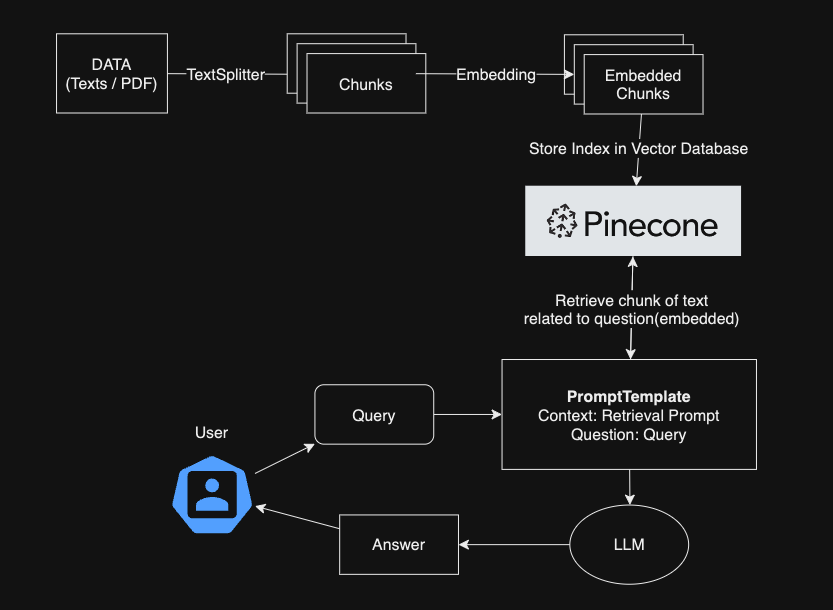 DATA
(Texts / PDF)
TextSplitter
Chunks
Embedding
Embedded
Chunks
Store Index in Vector Database
Pinecone
Retrieve chunk of text
related to question(embedded)
PromptTemplate
Context: Retrieval Prompt
Question: Query
Query
User
Answer
LLM